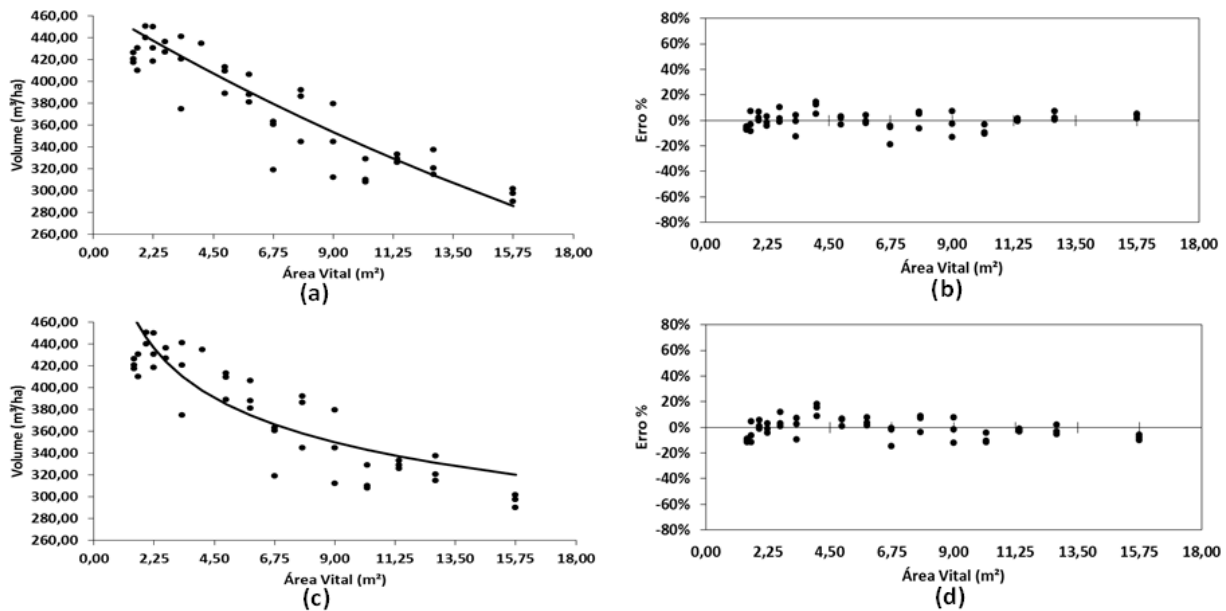 460,00
440,00
420,00
400,00
380,00
360,00
340,00
320,00
300,00
280,00
260,00
Volume (m³/ha)
0,00 2,25 4,50 6,75 9,00 11,25 13,50 15,75 18,00
Área Vital (m²)
(a)
80%
60%
40%
20%
0%
-20%
-40%
-60%
-80%
Erro %
0,00 2,25 4,50 6,75 9,00 11,25 13,50 15,75 18,00
Área Vital (m²)
(b)
460,00
440,00
420,00
400,00
380,00
360,00
340,00
320,00
300,00
280,00
260,00
Volume (m³/ha)
0,00 2,25 4,50 6,75 9,00 11,25 13,50 15,75 18,00
Área Vital (m²)
(c)
80%
60%
40%
20%
0%
-20%
-40%
-60%
-80%
Erro %
0,00 2,25 4,50 6,75 9,00 11,25 13,50 15,75 18,00
Área Vital (m²)
(d)